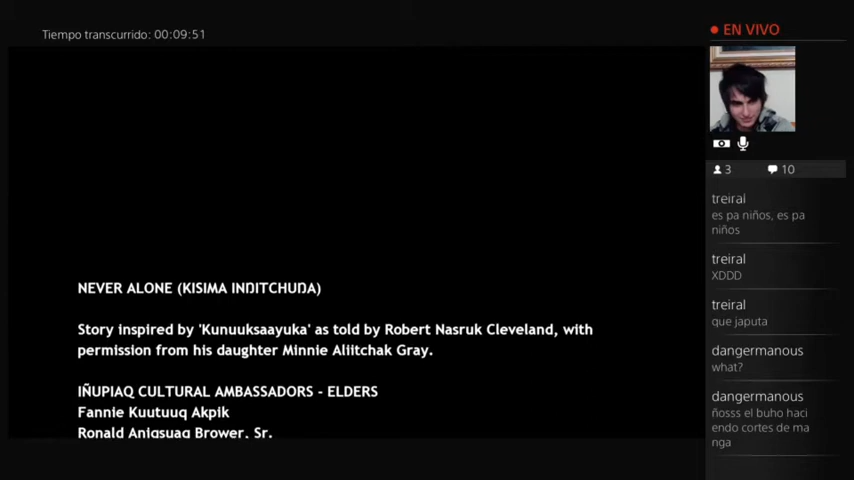 Tiempo transcurrido: 00:09:51
EN VIVO
3
10
NEVER ALONE (KISIMA IŊITCHUŊA)
Story inspired by 'Kunuuksaayuka' as told by Robert Nasruk Cleveland, with
permission from his daughter Minnie Aliitchak Gray.
IÑUPIAQ CULTURAL AMBASSADORS - ELDERS
Fannie Kuutuuq Akpik
Ronald Aniqsuaq Brower, Sr.
treiral
es pa niños, es pa
niños
treiral
XDDD
treiral
que japuta
dangermanous
what?
dangermanous
ñosss el buho haci
endo cortes de ma
nga